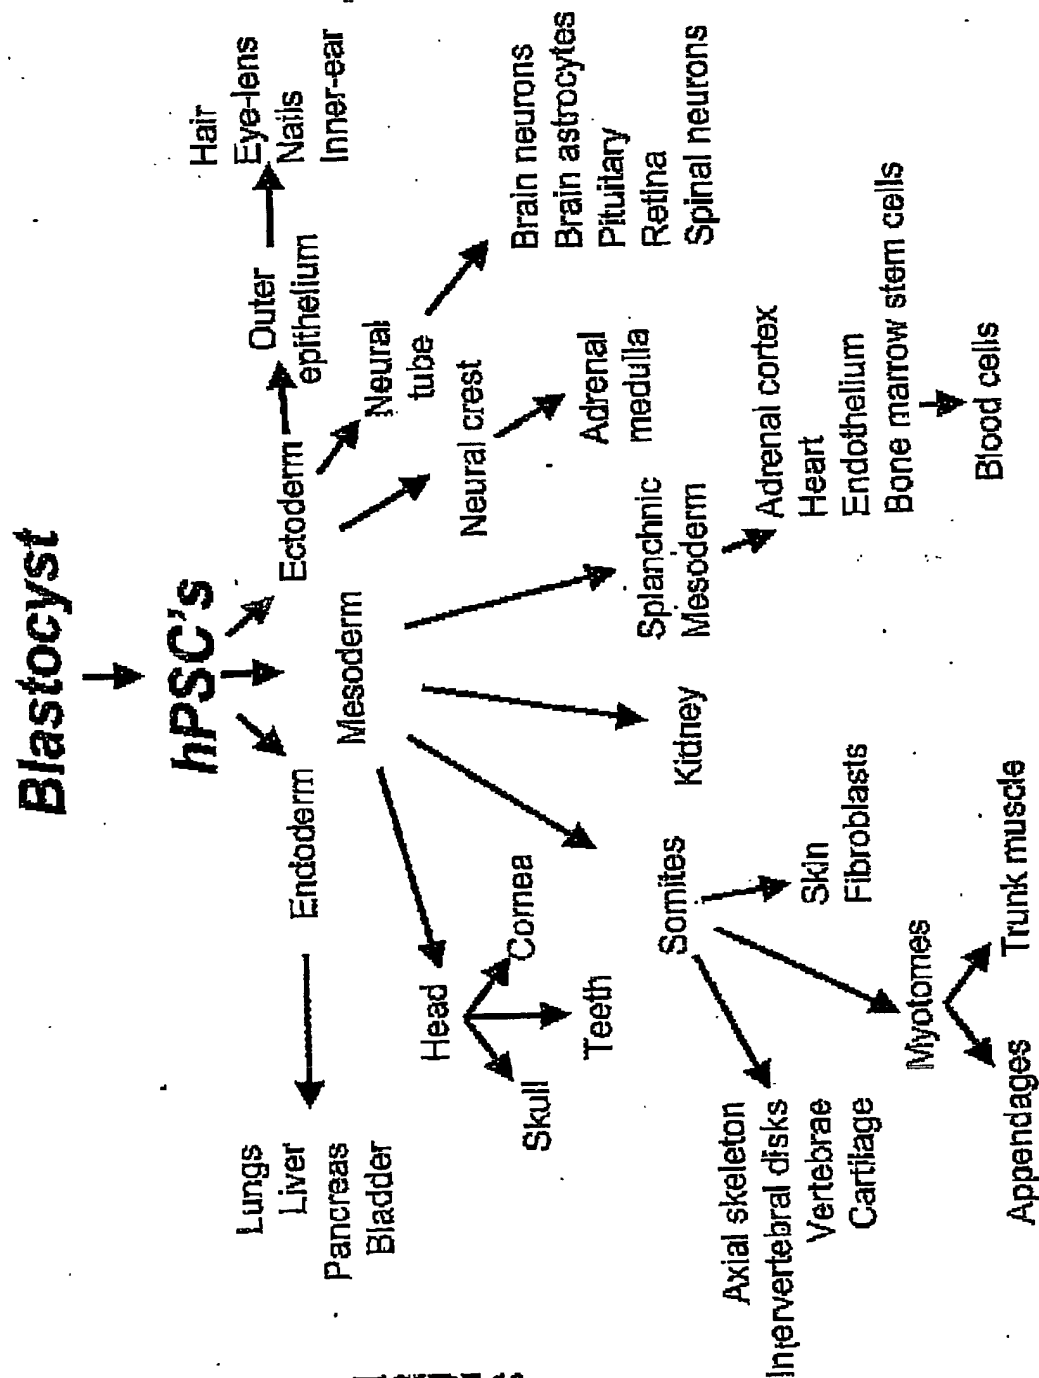 Blastocyst
hPSC's
Endoderm
Mesoderm
Ectoderm
Lungs
Liver
Pancreas
Bladder
Outer
epithelium
Hair
Eye-lens
Nails
Inner-ear
Neural
tube
Brain neurons
Brain astrocytes
Pituitary
Retina
Spinal neurons
Neural crest
Adrenal
medulla
Head
Skull
Teeth
Cornea
Somites
Kidney
Splanchnic
Mesoderm
Axial skeleton
Intervertebral disks
Vertebrae
Cartilage
Skin
Fibroblasts
Myotomes
Appendages
Trunk muscle
Adrenal cortex
Heart
Endothelium
Bone marrow stem cells
Blood cells